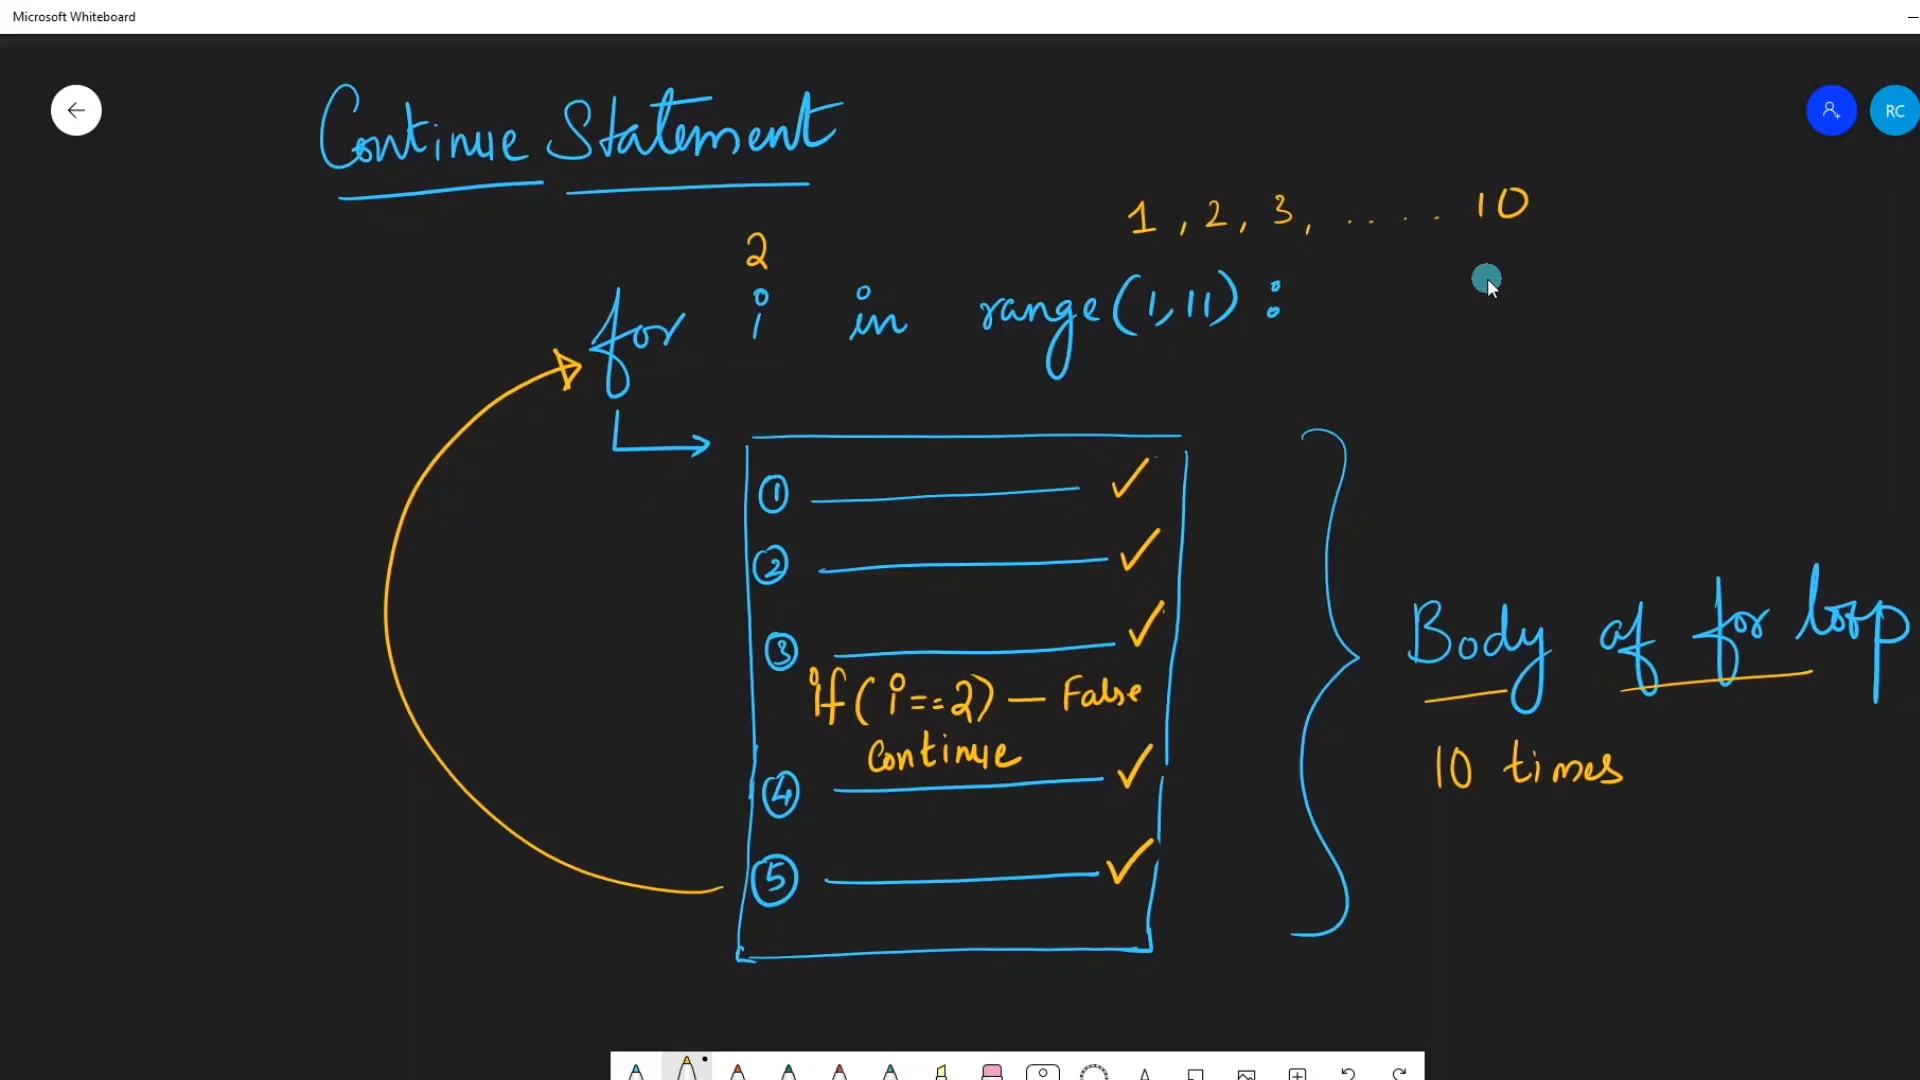 Microsoft Whiteboard
RC
Continue Statement
1, 2, 3, ..... 10
2
for i in range(1,11):
1
2
3
if(i==2) — False
Continue
4
5
Body of for loop
10 times